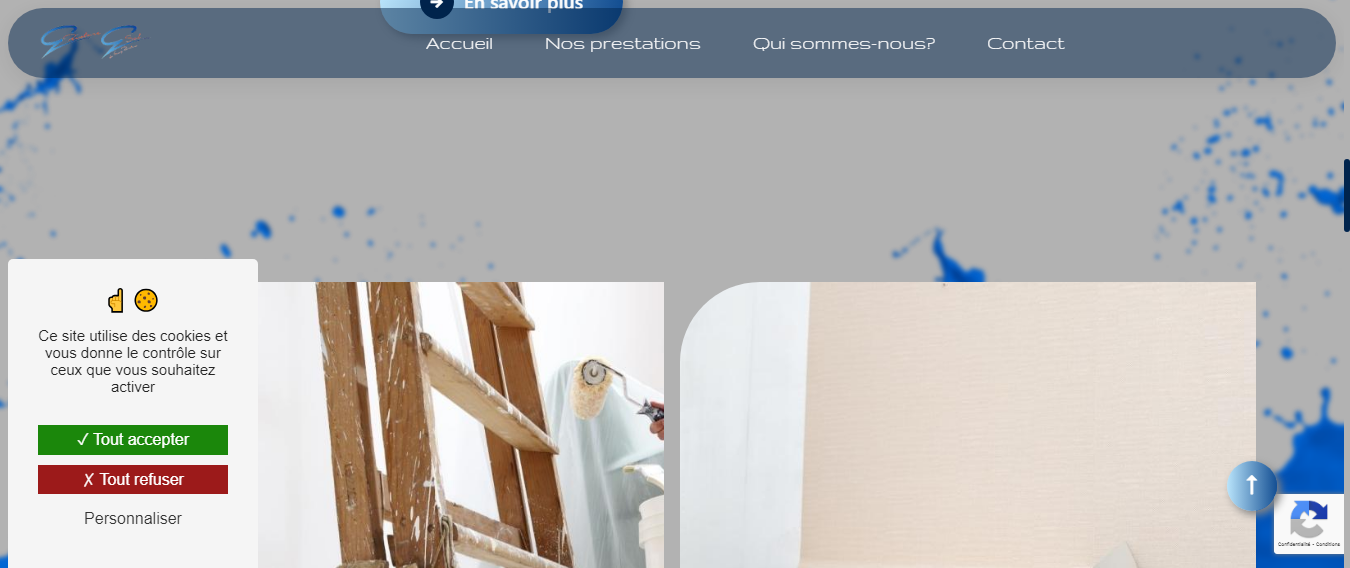 En savoir plus
Accueil
Nos prestations
Qui sommes-nous?
Contact
Ce site utilise des cookies et
vous donne le contrôle sur
ceux que vous souhaitez
activer
✓ Tout accepter
✗ Tout refuser
Personnaliser
Confidentialité - Conditions